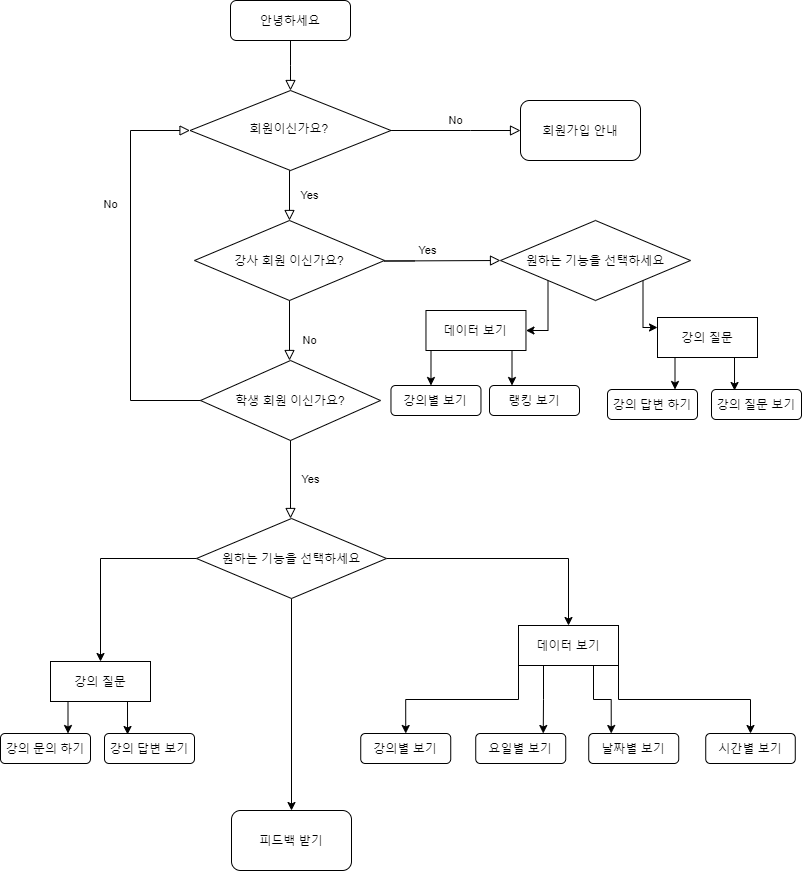 안녕하세요
회원이신가요?
No
회원가입 안내
No
Yes
강사 회원 이신가요?
Yes
원하는 기능을 선택하세요
데이터 보기
강의 질문
No
강의별 보기
랭킹 보기
강의 답변 하기
강의 질문 보기
학생 회원 이신가요?
Yes
원하는 기능을 선택하세요
강의 질문
데이터 보기
강의 문의 하기
강의 답변 보기
강의별 보기
요일별 보기
날짜별 보기
시간별 보기
피드백 받기